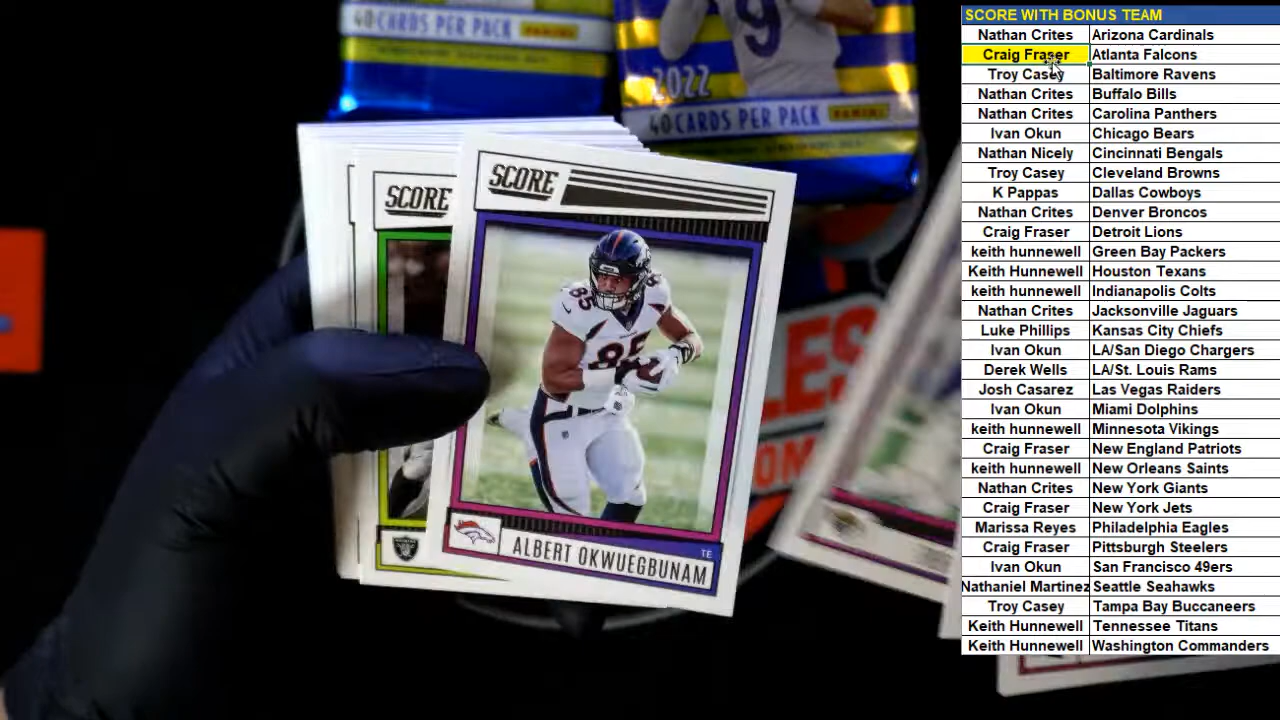 40 CARDS PER PACK PANINI
9
2022
40 CARDS PER PACK PANINI
SCORE
SCORE
85
85
TE
ALBERT OKWUEGBUNAM
SCORE WITH BONUS TEAM
Nathan Crites Arizona Cardinals
Craig Fraser Atlanta Falcons
Troy Casey Baltimore Ravens
Nathan Crites Buffalo Bills
Nathan Crites Carolina Panthers
Ivan Okun Chicago Bears
Nathan Nicely Cincinnati Bengals
Troy Casey Cleveland Browns
K Pappas Dallas Cowboys
Nathan Crites Denver Broncos
Craig Fraser Detroit Lions
keith hunnewell Green Bay Packers
Keith Hunnewell Houston Texans
keith hunnewell Indianapolis Colts
Nathan Crites Jacksonville Jaguars
Luke Phillips Kansas City Chiefs
Ivan Okun LA/San Diego Chargers
Derek Wells LA/St. Louis Rams
Josh Casarez Las Vegas Raiders
Ivan Okun Miami Dolphins
keith hunnewell Minnesota Vikings
Craig Fraser New England Patriots
keith hunnewell New Orleans Saints
Nathan Crites New York Giants
Craig Fraser New York Jets
Marissa Reyes Philadelphia Eagles
Craig Fraser Pittsburgh Steelers
Ivan Okun San Francisco 49ers
Nathaniel Martinez Seattle Seahawks
Troy Casey Tampa Bay Buccaneers
Keith Hunnewell Tennessee Titans
Keith Hunnewell Washington Commanders